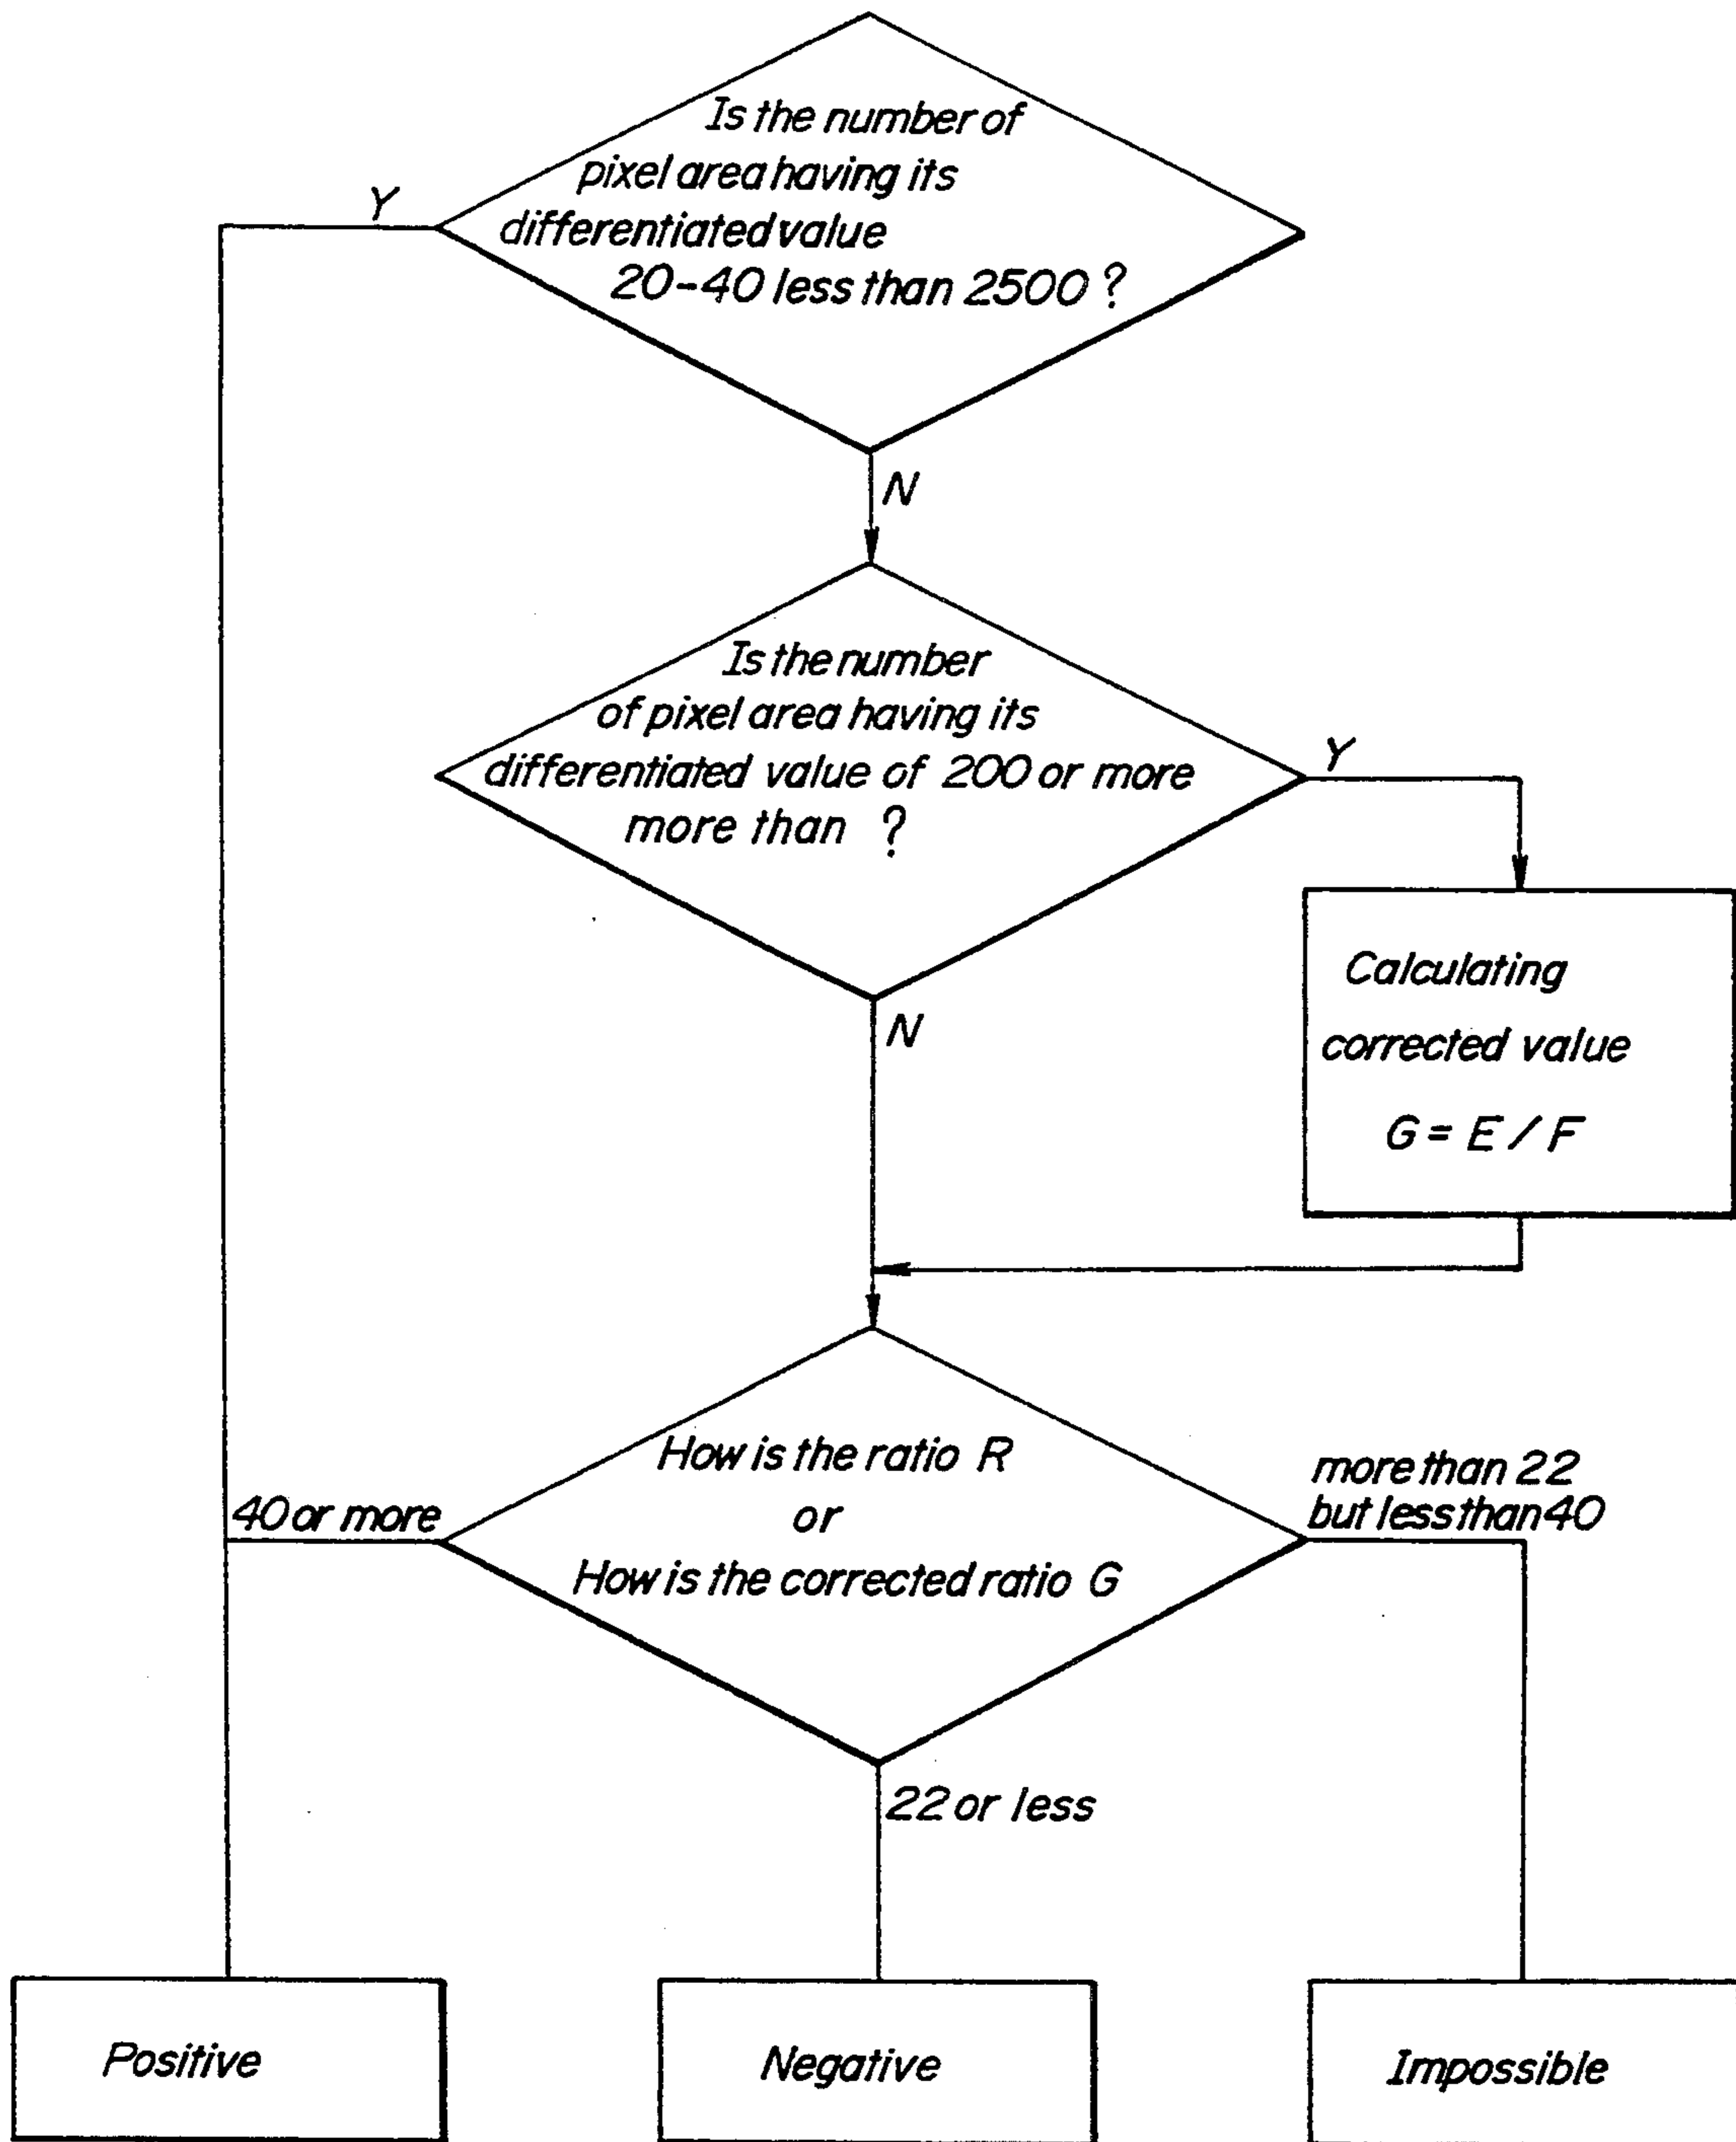 Is the number of
pixel area having its
differentiated value
20-40 less than 2500 ?
Y
N
Is the number
of pixel area having its
differentiated value of 200 or more
more than ?
Y
N
Calculating
corrected value
G = E / F
How is the ratio R
or
How is the corrected ratio G
40 or more
more than 22
but less than 40
22 or less
Positive
Negative
Impossible